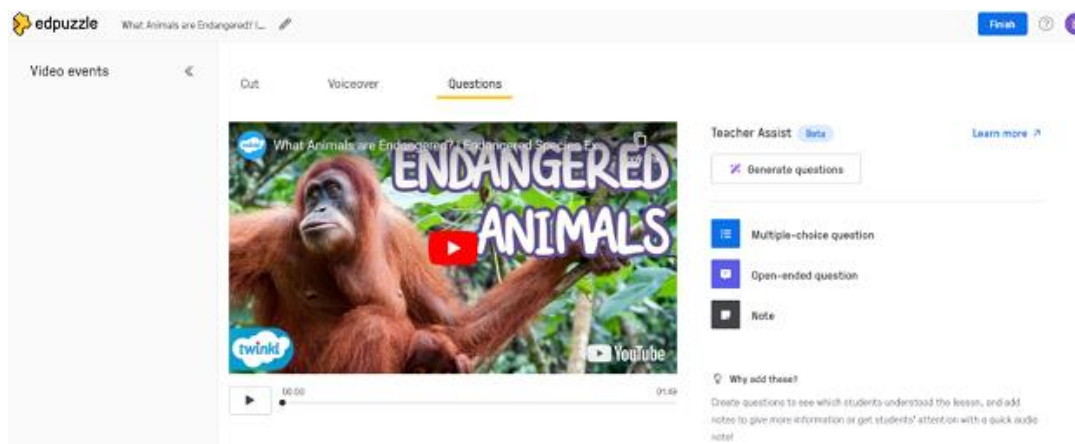 edpuzzle
What Animals are Endangered? I...
Finish
Video events
Cut
Voiceover
Questions
What Animals are Endangered? | Endangered Species Ex...
ENDANGERED
ANIMALS
twinkl
YouTube
00:00
01:49
Teacher Assist Beta
Learn more
Generate questions
Multiple-choice question
Open-ended question
Note
Why add these?
Create questions to see which students understood the lesson, and add
notes to give more information or get students' attention with a quick audio
note!